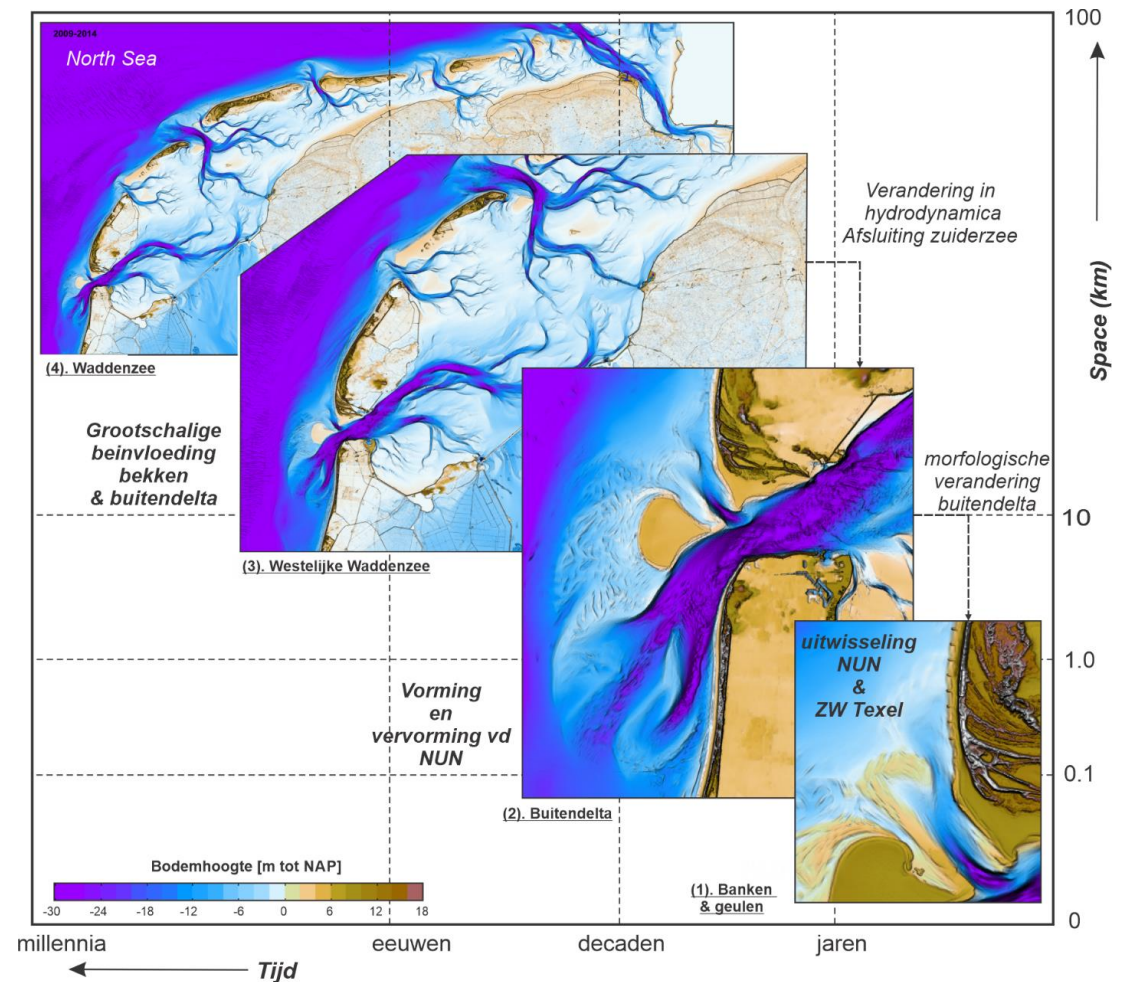 2009-2014
North Sea
100
Space (km)
Verandering in
hydrodynamica
Afsluiting zuiderzee
(4). Waddenzee
Grootschalige
beinvloeding
bekken
& buitendelta
morfologische
verandering
buitendelta
10
(3). Westelijke Waddenzee
uitwisseling
NUN
&
ZW Texel
1.0
Vorming
en
vervorming vd
NUN
0.1
(2). Buitendelta
Bodemhoogte [m tot NAP]
-30 -24 -18 -12 -6 0 6 12 18
(1). Banken
& geulen
0
millennia eeuwen decaden jaren
Tijd